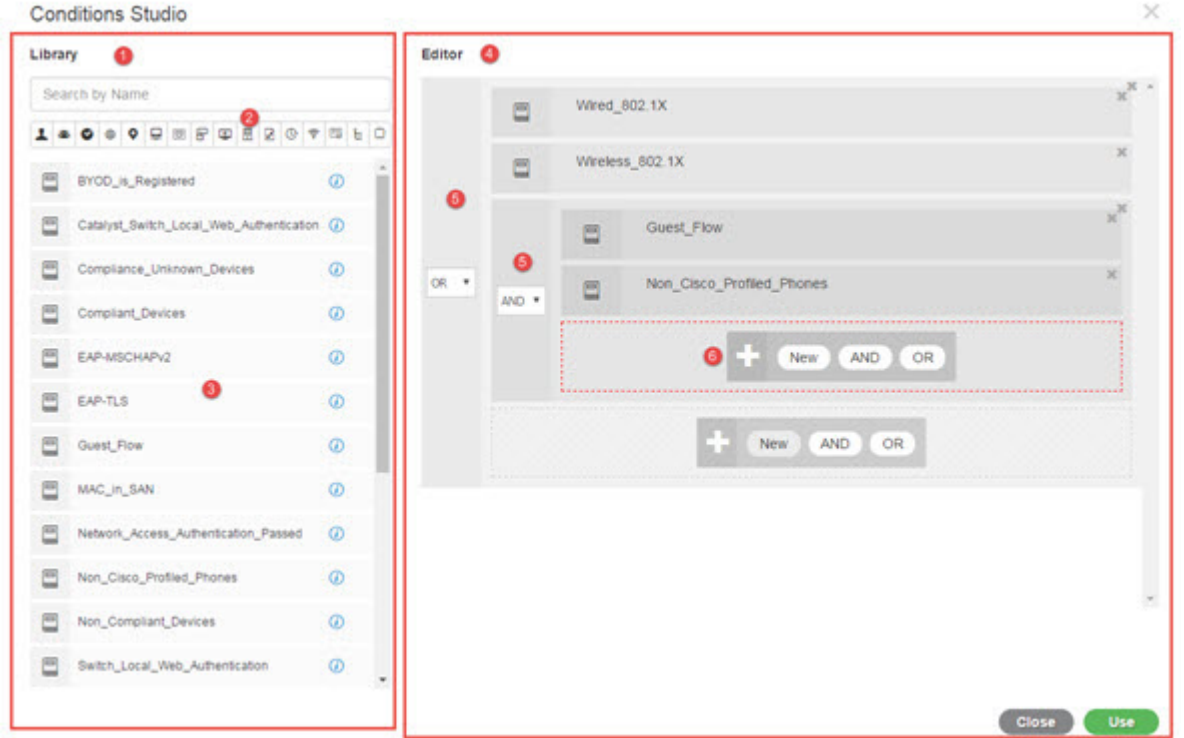 Conditions Studio
Library 1
Search by Name
2
BYOD_is_Registered
Catalyst_Switch_Local_Web_Authentication
Compliance_Unknown_Devices
Compliant_Devices
EAP-MSCHAPv2
3
EAP-TLS
Guest_Flow
MAC_in_SAN
Network_Access_Authentication_Passed
Non_Cisco_Profiled_Phones
Non_Compliant_Devices
Switch_Local_Web_Authentication
Editor 4
Wired_802.1X
Wireless_802.1X
5
OR
Guest_Flow
5
AND
Non_Cisco_Profiled_Phones
6 New AND OR
New AND OR
Close Use